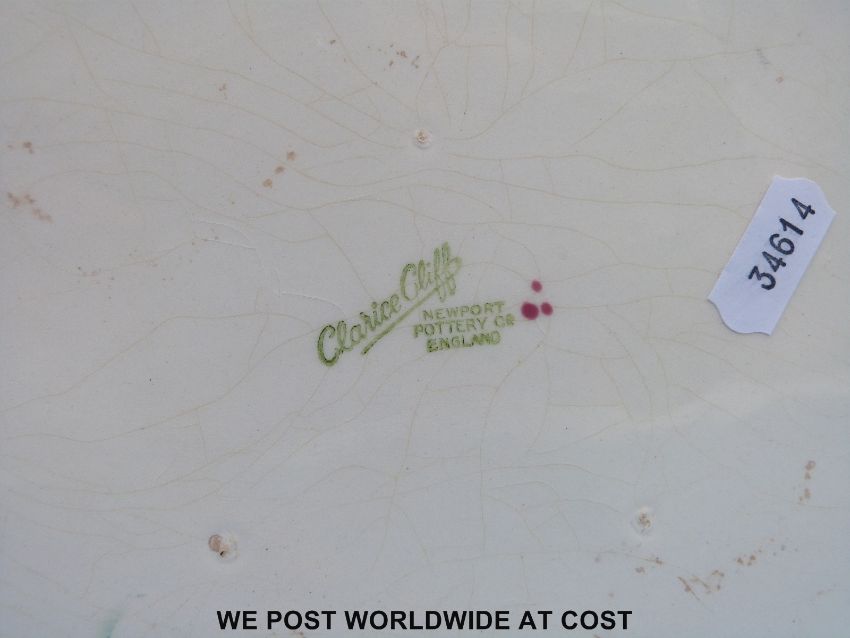 Clarice Cliff
NEWPORT
POTTERY Co
ENGLAND
34614
WE POST WORLDWIDE AT COST